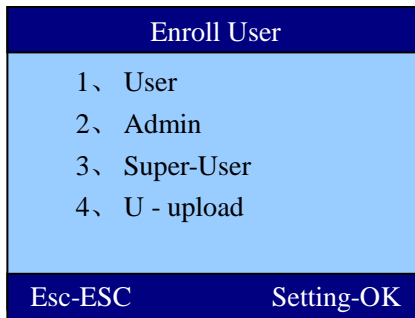 Enroll User
1、 User
2、 Admin
3、 Super-User
4、 U - upload
Esc-ESC Setting-OK